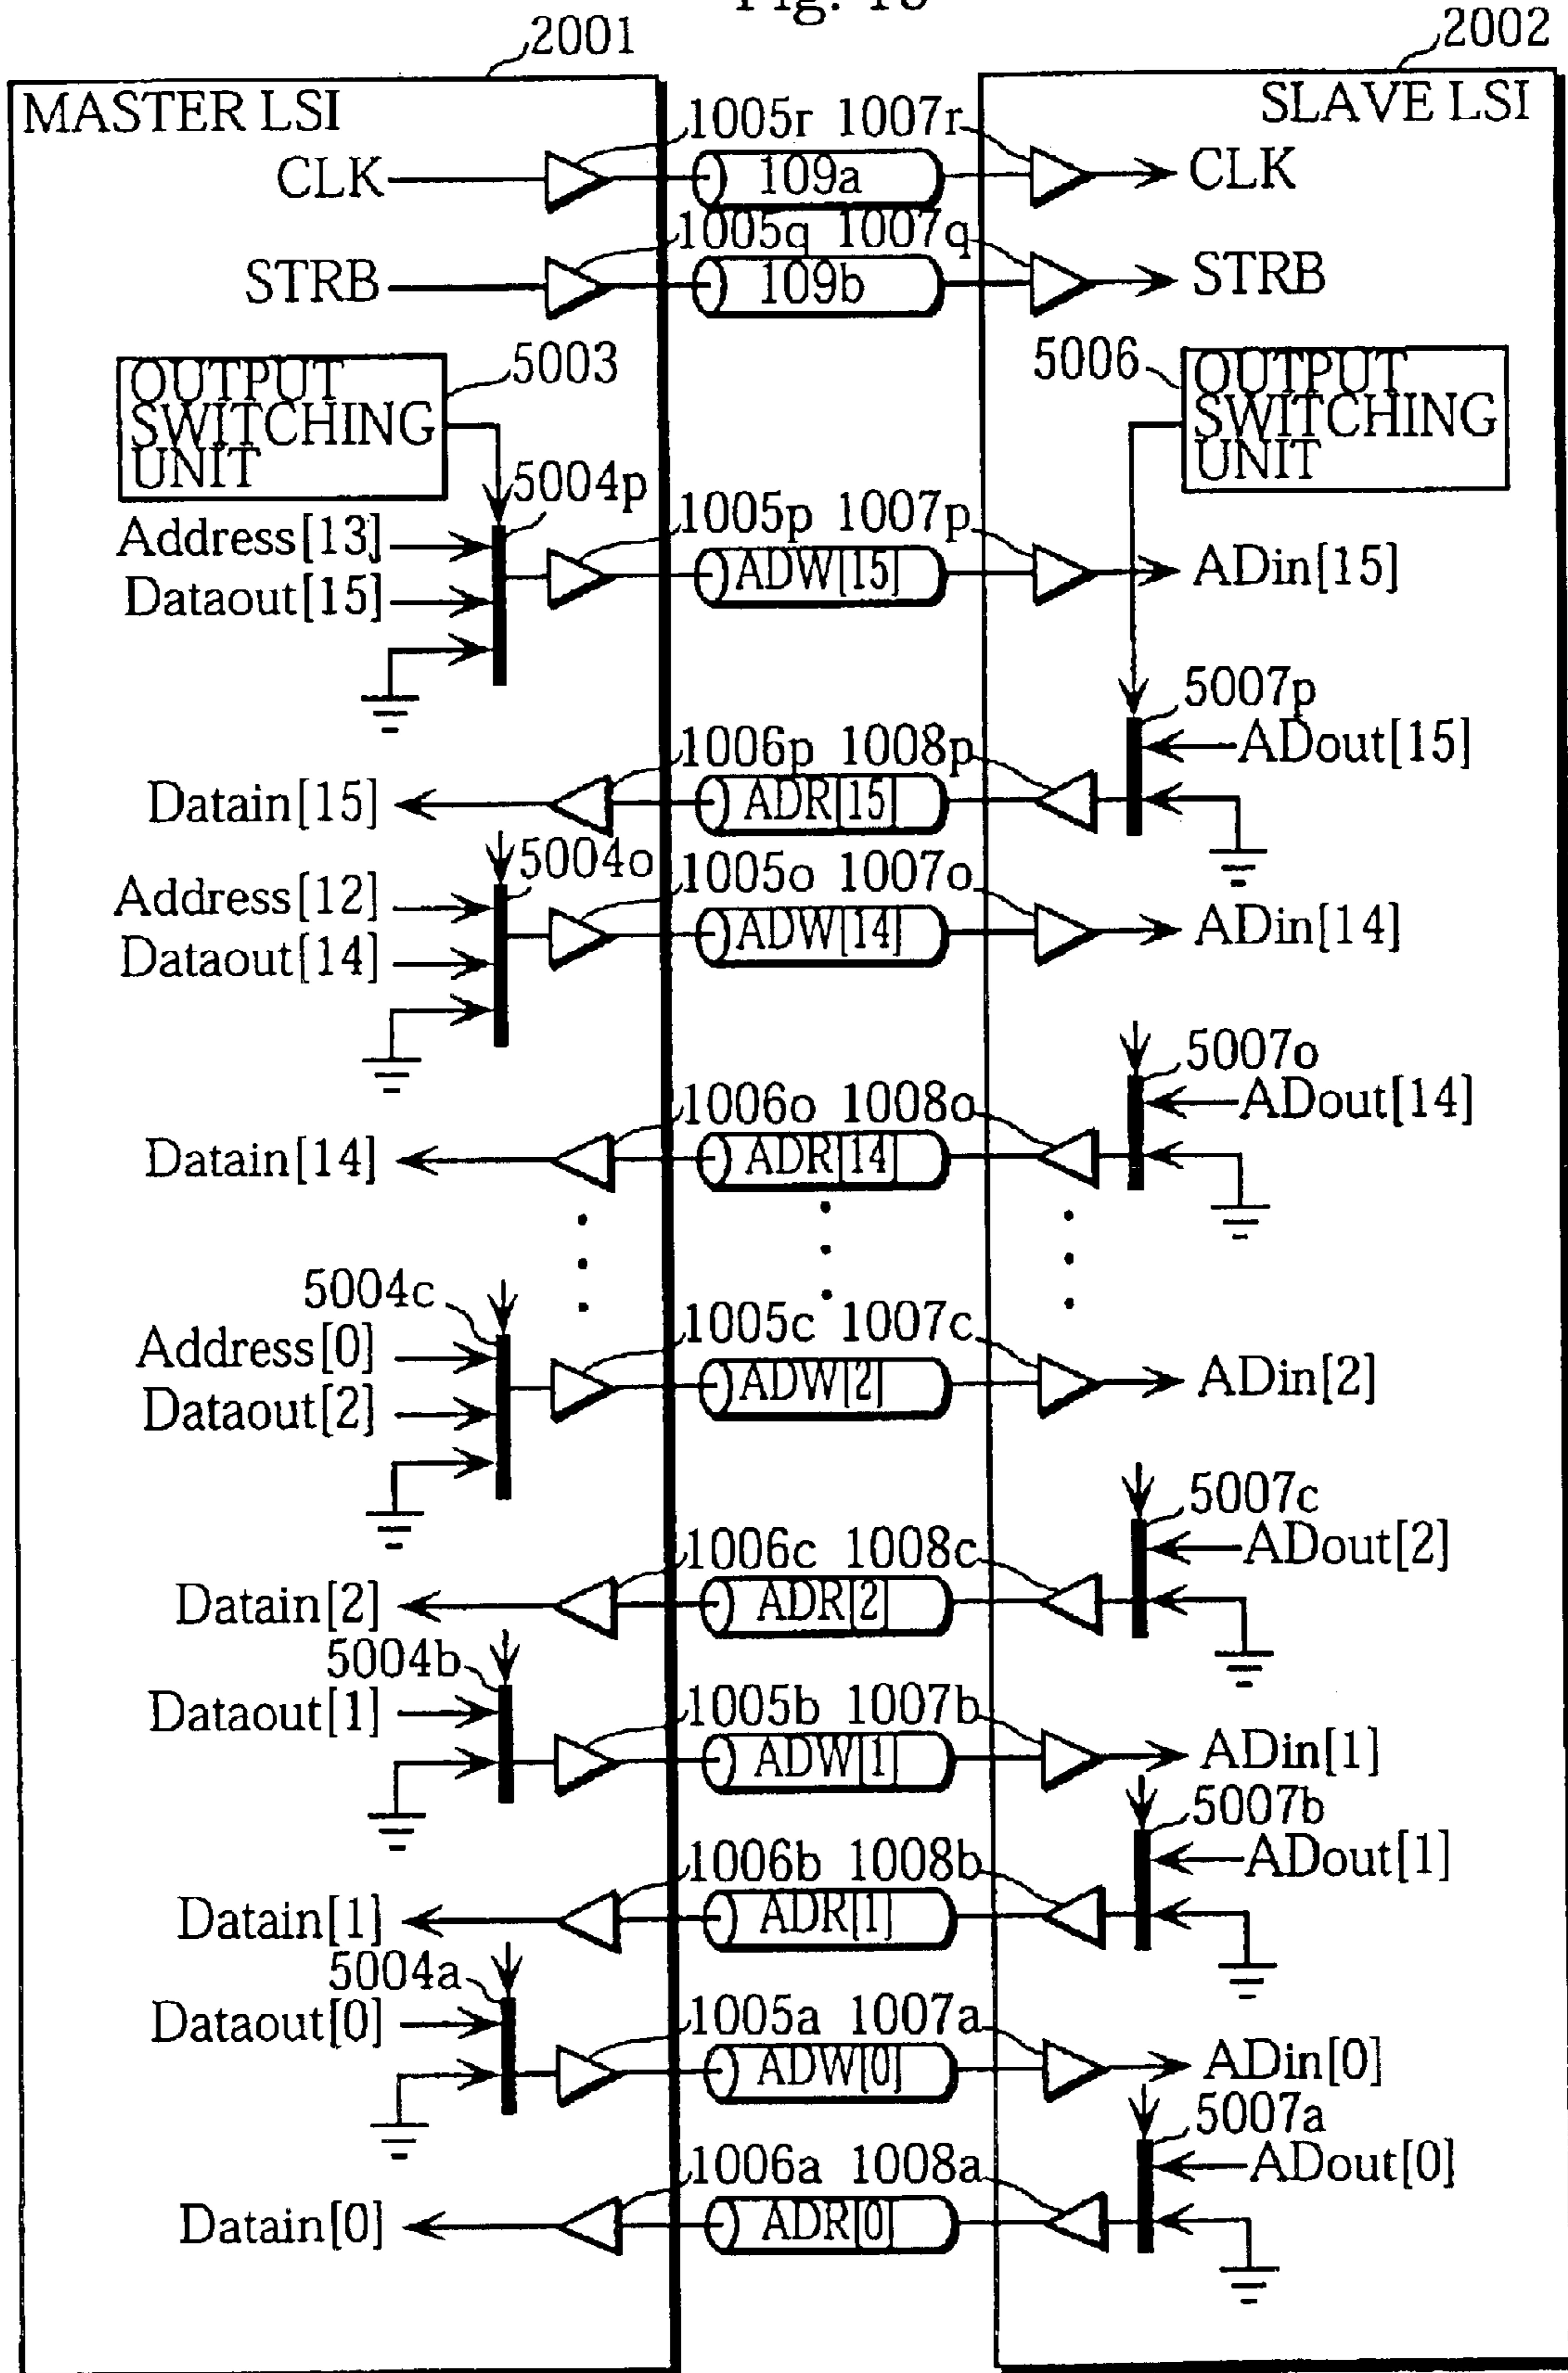 2001
2002
MASTER LSI
SLAVE LSI
1005r 1007r
CLK
109a
CLK
1005q 1007q
STRB
109b
STRB
OUTPUT
SWITCHING
UNIT
5003
5006
OUTPUT
SWITCHING
UNIT
5004p
Address[13]
1005p 1007p
Dataout[15]
ADW[15]
ADin[15]
5007p
ADout[15]
1006p 1008p
Datain[15]
ADR[15]
5004o
Address[12]
1005o 1007o
Dataout[14]
ADW[14]
ADin[14]
5007o
ADout[14]
1006o 1008o
Datain[14]
ADR[14]
5004c
Address[0]
1005c 1007c
Dataout[2]
ADW[2]
ADin[2]
5007c
ADout[2]
1006c 1008c
Datain[2]
ADR[2]
5004b
Dataout[1]
1005b 1007b
ADW[1]
ADin[1]
5007b
ADout[1]
1006b 1008b
Datain[1]
ADR[1]
5004a
Dataout[0]
1005a 1007a
ADW[0]
ADin[0]
5007a
ADout[0]
1006a 1008a
Datain[0]
ADR[0]